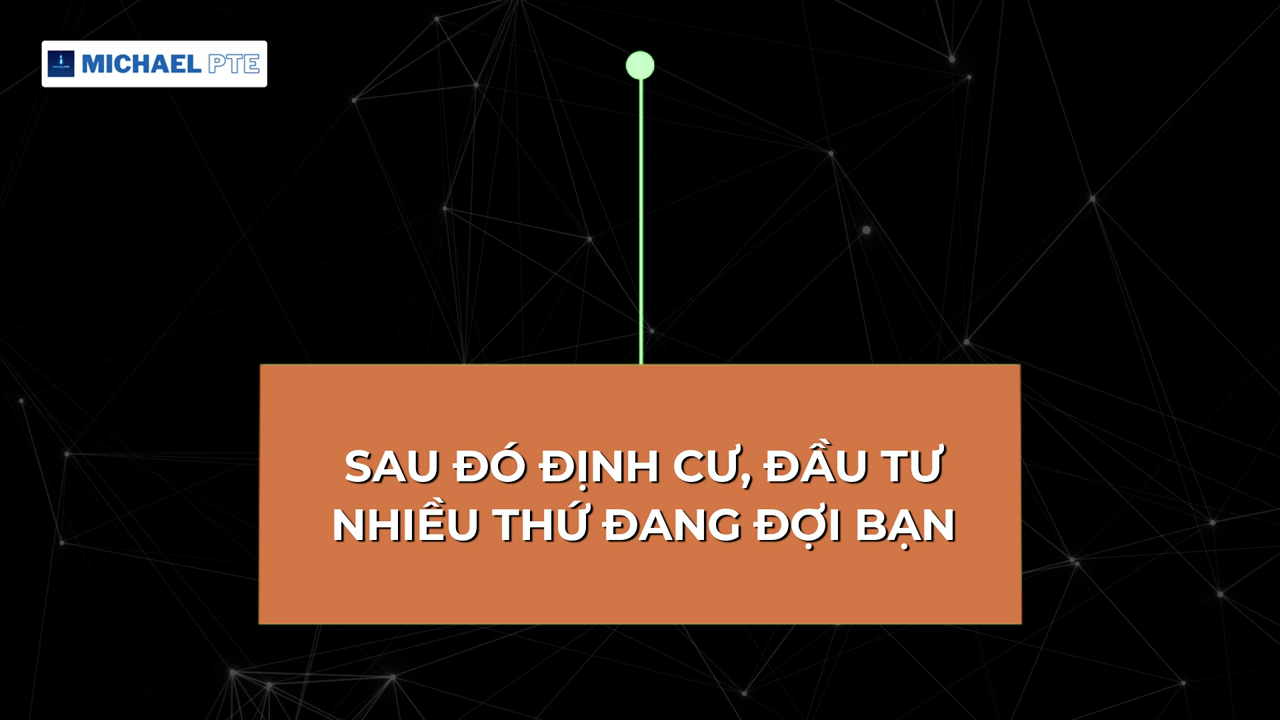 MICHAEL PTE
SAU ĐÓ ĐỊNH CƯ, ĐẦU TƯ
NHIỀU THỨ ĐANG ĐỢI BẠN